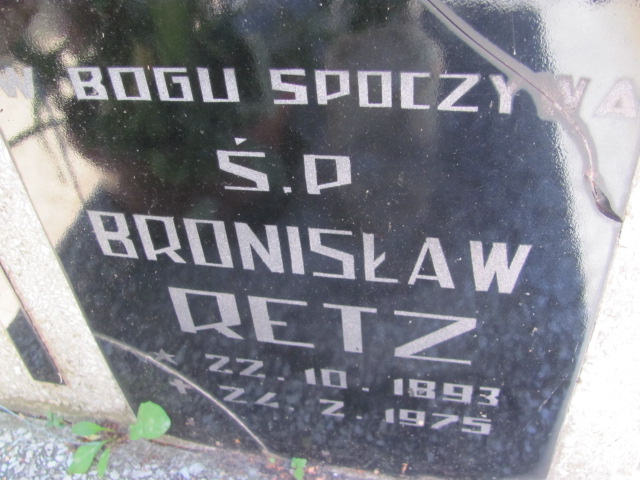 W BOGU SPOCZYWA
Ś.P
BRONISŁAW
RETZ
* 22.10.1893
+ 24.2.1975